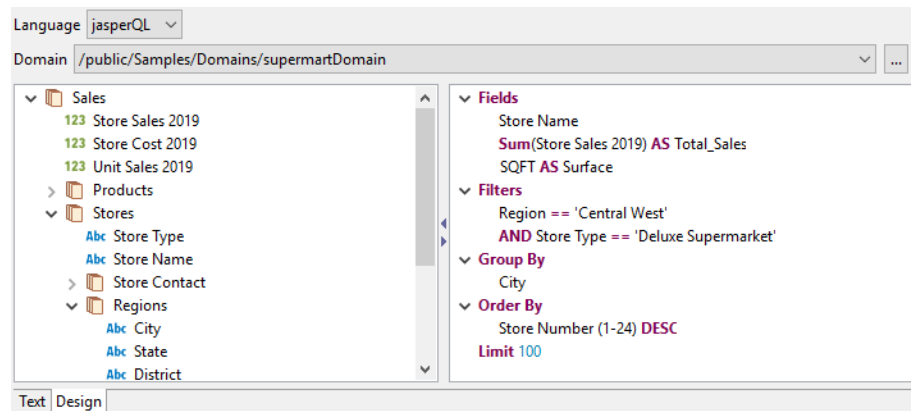 Language jasperQL
Domain /public/Samples/Domains/supermartDomain ...
Sales
123 Store Sales 2019
123 Store Cost 2019
123 Unit Sales 2019
Products
Stores
Abc Store Type
Abc Store Name
Store Contact
Regions
Abc City
Abc State
Abc District
Fields
Store Name
Sum(Store Sales 2019) AS Total_Sales
SQFT AS Surface
Filters
Region == 'Central West'
AND Store Type == 'Deluxe Supermarket'
Group By
City
Order By
Store Number (1-24) DESC
Limit 100
Text Design